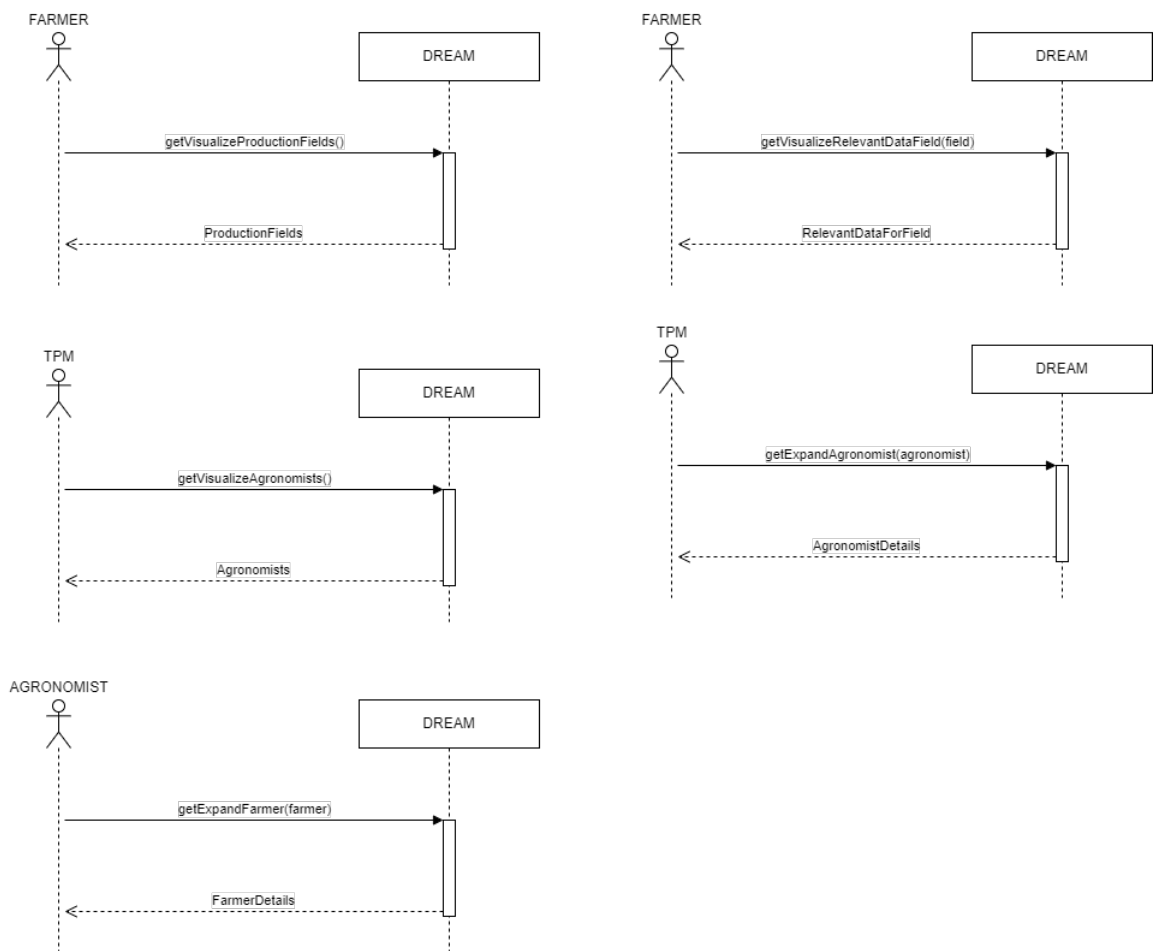 FARMER
DREAM
getVisualizeProductionFields()
ProductionFields
FARMER
DREAM
getVisualizeRelevantDataField(field)
RelevantDataForField
TPM
DREAM
getVisualizeAgronomists()
Agronomists
TPM
DREAM
getExpandAgronomist(agronomist)
AgronomistDetails
AGRONOMIST
DREAM
getExpandFarmer(farmer)
FarmerDetails